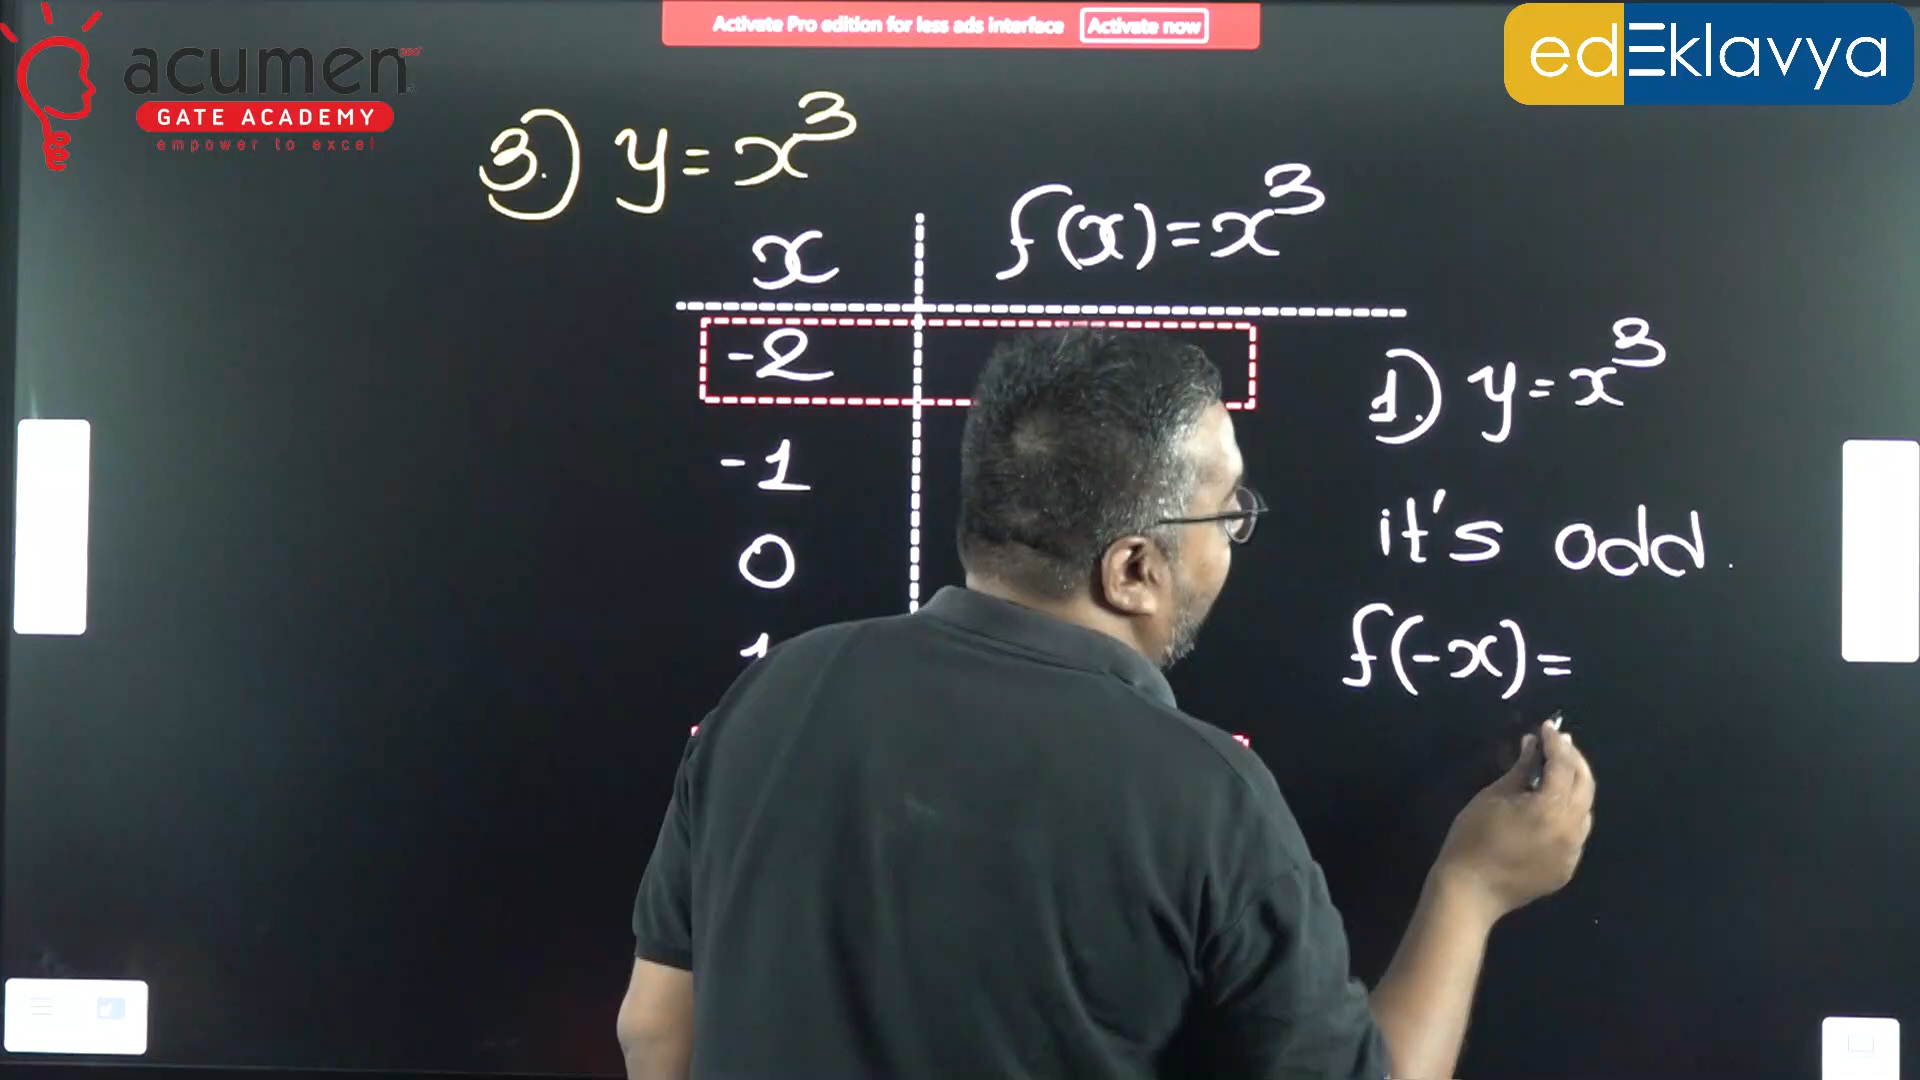 Activate Pro edition for less ads interface Activate now
acumen
GATE ACADEMY
empower to excel
edEklavya
3.) y = x³
x f(x) = x³
-2
-1
0
1
1.) y = x³
it's odd.
f(-x) =